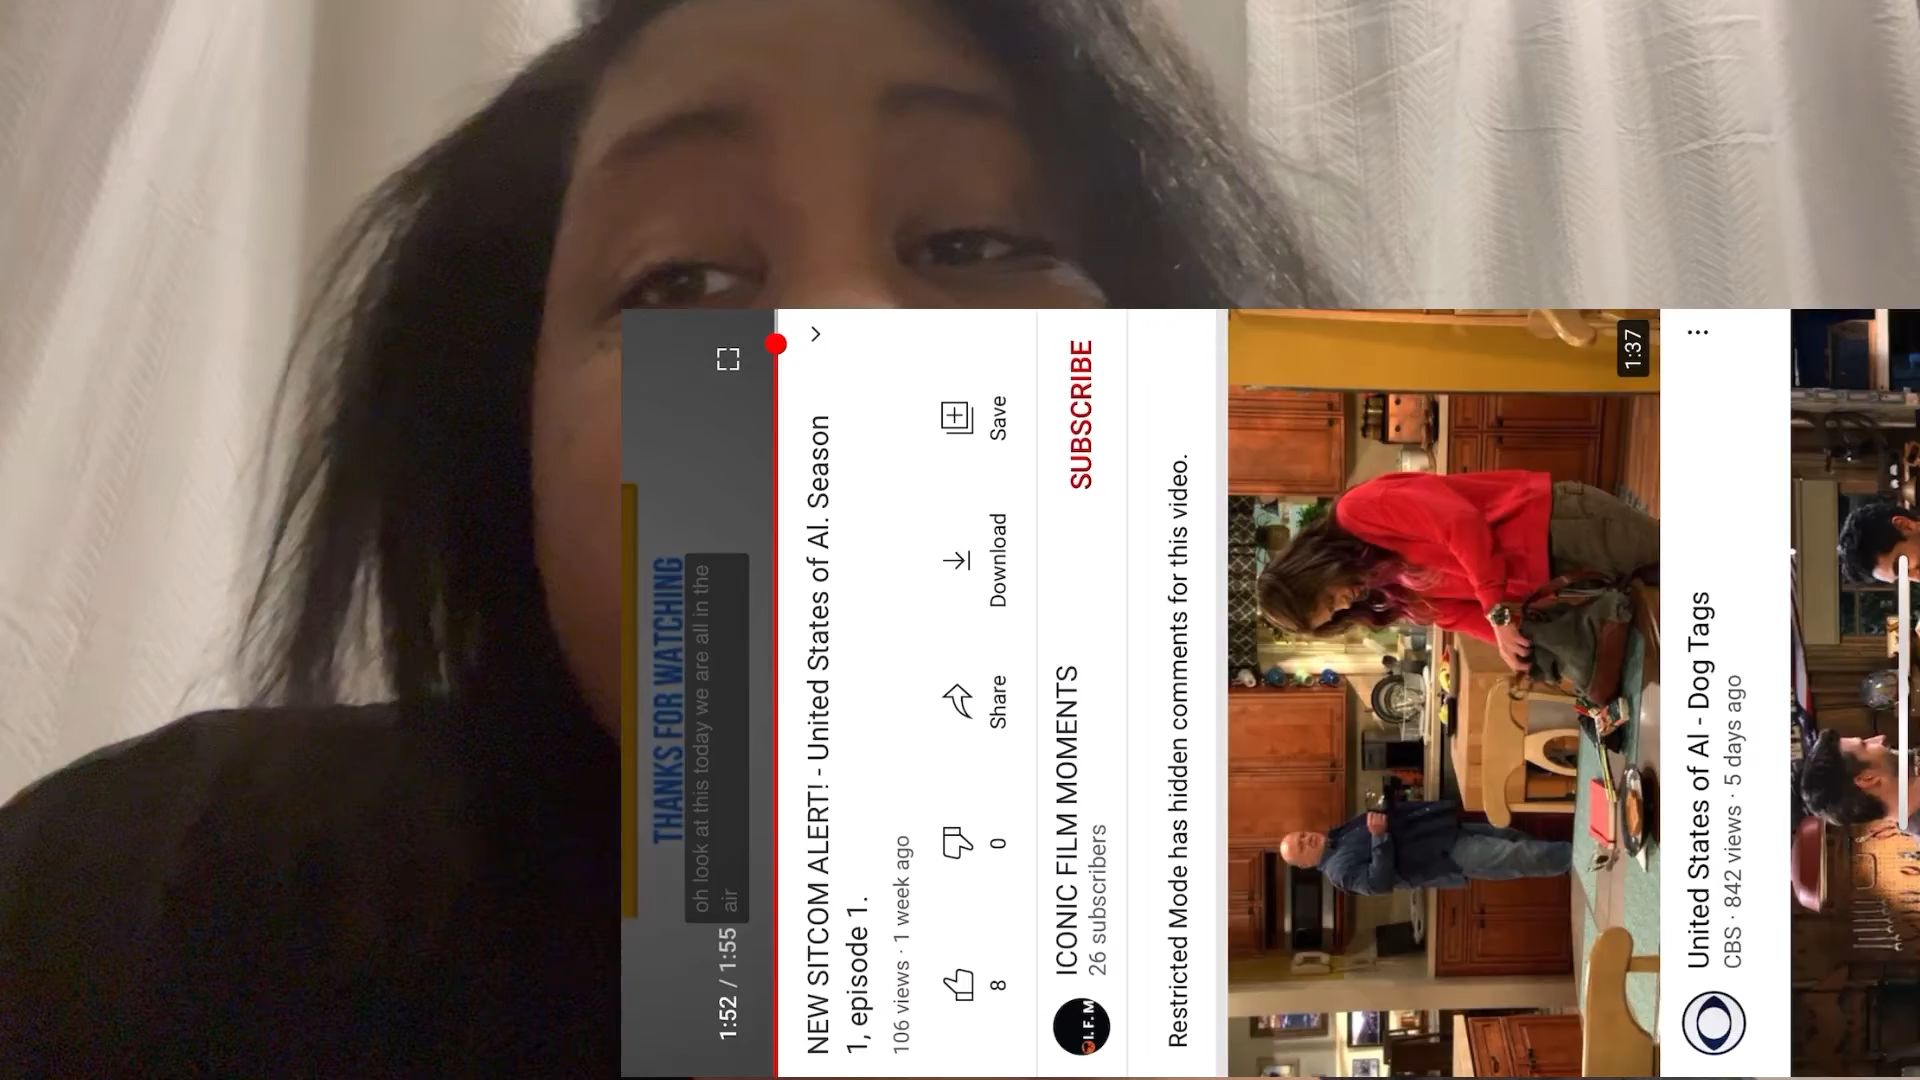 THANKS FOR WATCHING
oh look at this today we are all in the
air
1:52 / 1:55
NEW SITCOM ALERT! - United States of Al. Season
1, episode 1.
106 views · 1 week ago
8
0
Share
Download
Save
I.F.M
ICONIC FILM MOMENTS
26 subscribers
SUBSCRIBE
Restricted Mode has hidden comments for this video.
1:37
United States of Al - Dog Tags
CBS · 842 views · 5 days ago